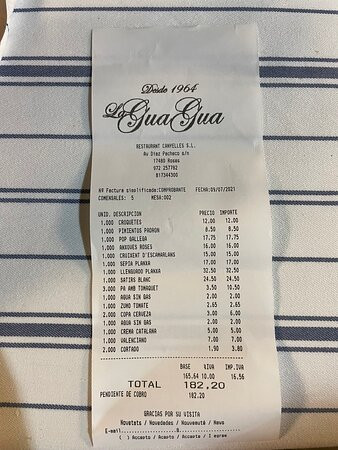 Desde 1964
La GuaGua
RESTAURANT CANYELLES S.L.
Av Diaz Pacheco s/n
17480 Roses
972 257782
B17344300
69 Factura simplificada:COMPROBANTE FECHA:09/07/2021
COMENSALES: 5 MESA:002
UNID. DESCRIPCION PRECIO IMPORTE
1.000 CROQUETES 12.00 12.00
1.000 PIMIENTOS PADRON 8.50 8.50
1.000 POP GALLEGA 17.75 17.75
1.000 ANXOVES ROSES 16.00 16.00
1.000 CRUIXENT D'ESCAMARLANS 15.00 15.00
1.000 SEPIA PLANXA 17.00 17.00
1.000 LLENGUADO PLANXA 32.50 32.50
1.000 SATIRS BLANC 24.50 24.50
3.000 PA AMB TOMAQUET 3.50 10.50
1.000 AGUA SIN GAS 2.00 2.00
1.000 ZUMO TOMATE 2.65 2.65
2.000 COPA CERVEZA 3.00 6.00
1.000 AGUA SIN GAS 2.00 2.00
1.000 CREMA CATALANA 5.00 5.00
1.000 VALENCIANO 7.00 7.00
2.000 CORTADO 1.90 3.80
BASE %IVA IMP.IVA
165.64 10.00 16.56
TOTAL 182,20
PENDIENTE DE COBRO 182.20
GRACIAS POR SU VISITA
Novetats / Novedades / Nouveauté / News
E-mail
( ) Accepto / Acepto / Accepte / I agree